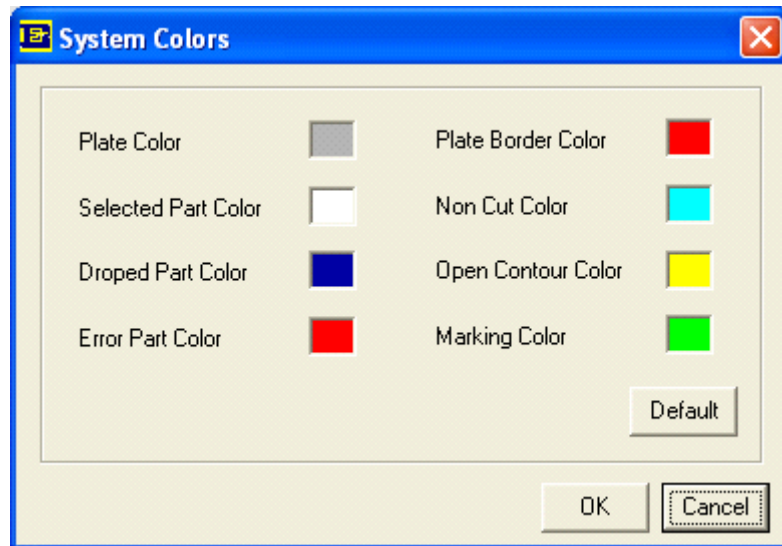 System Colors
Plate Color Plate Border Color
Selected Part Color Non Cut Color
Droped Part Color Open Contour Color
Error Part Color Marking Color
Default
OK Cancel